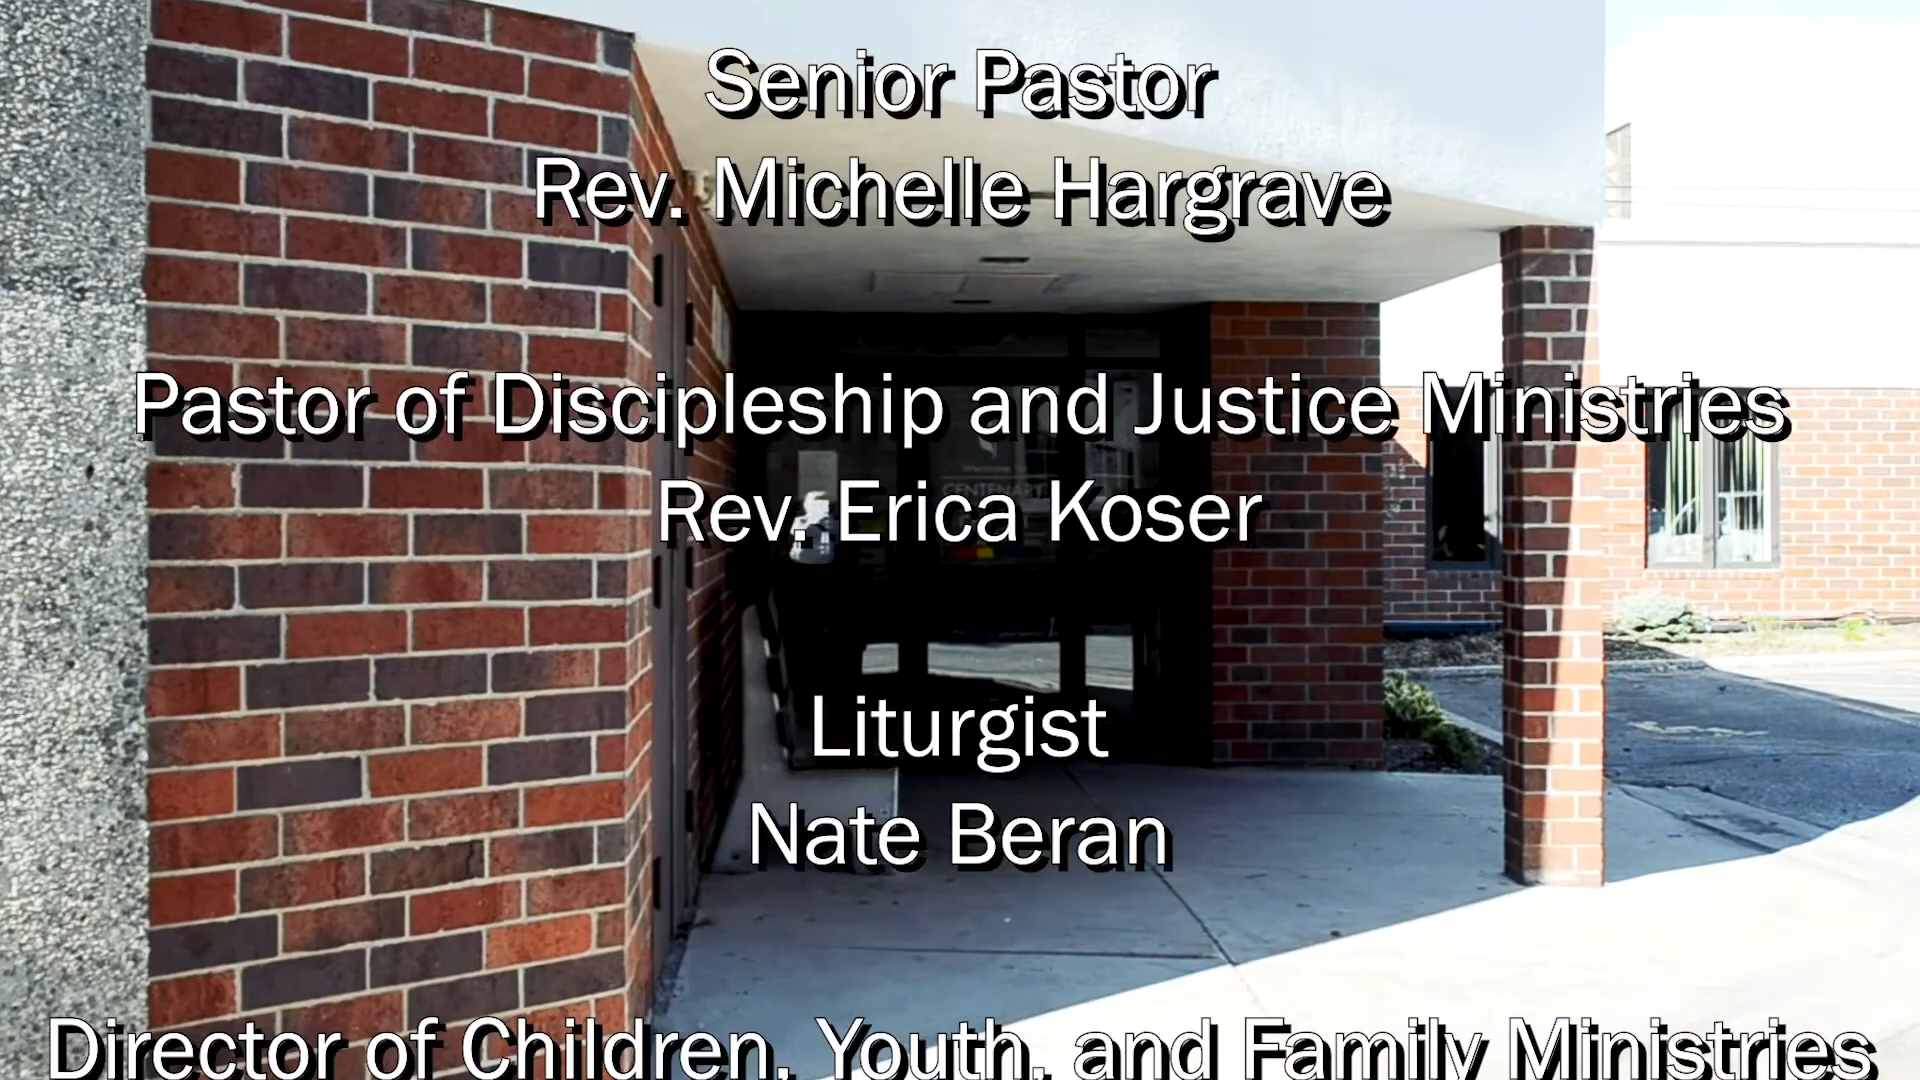 Senior Pastor
Rev. Michelle Hargrave
Pastor of Discipleship and Justice Ministries
Rev. Erica Koser
CENTENARY
Liturgist
Nate Beran
Director of Children, Youth, and Family Ministries